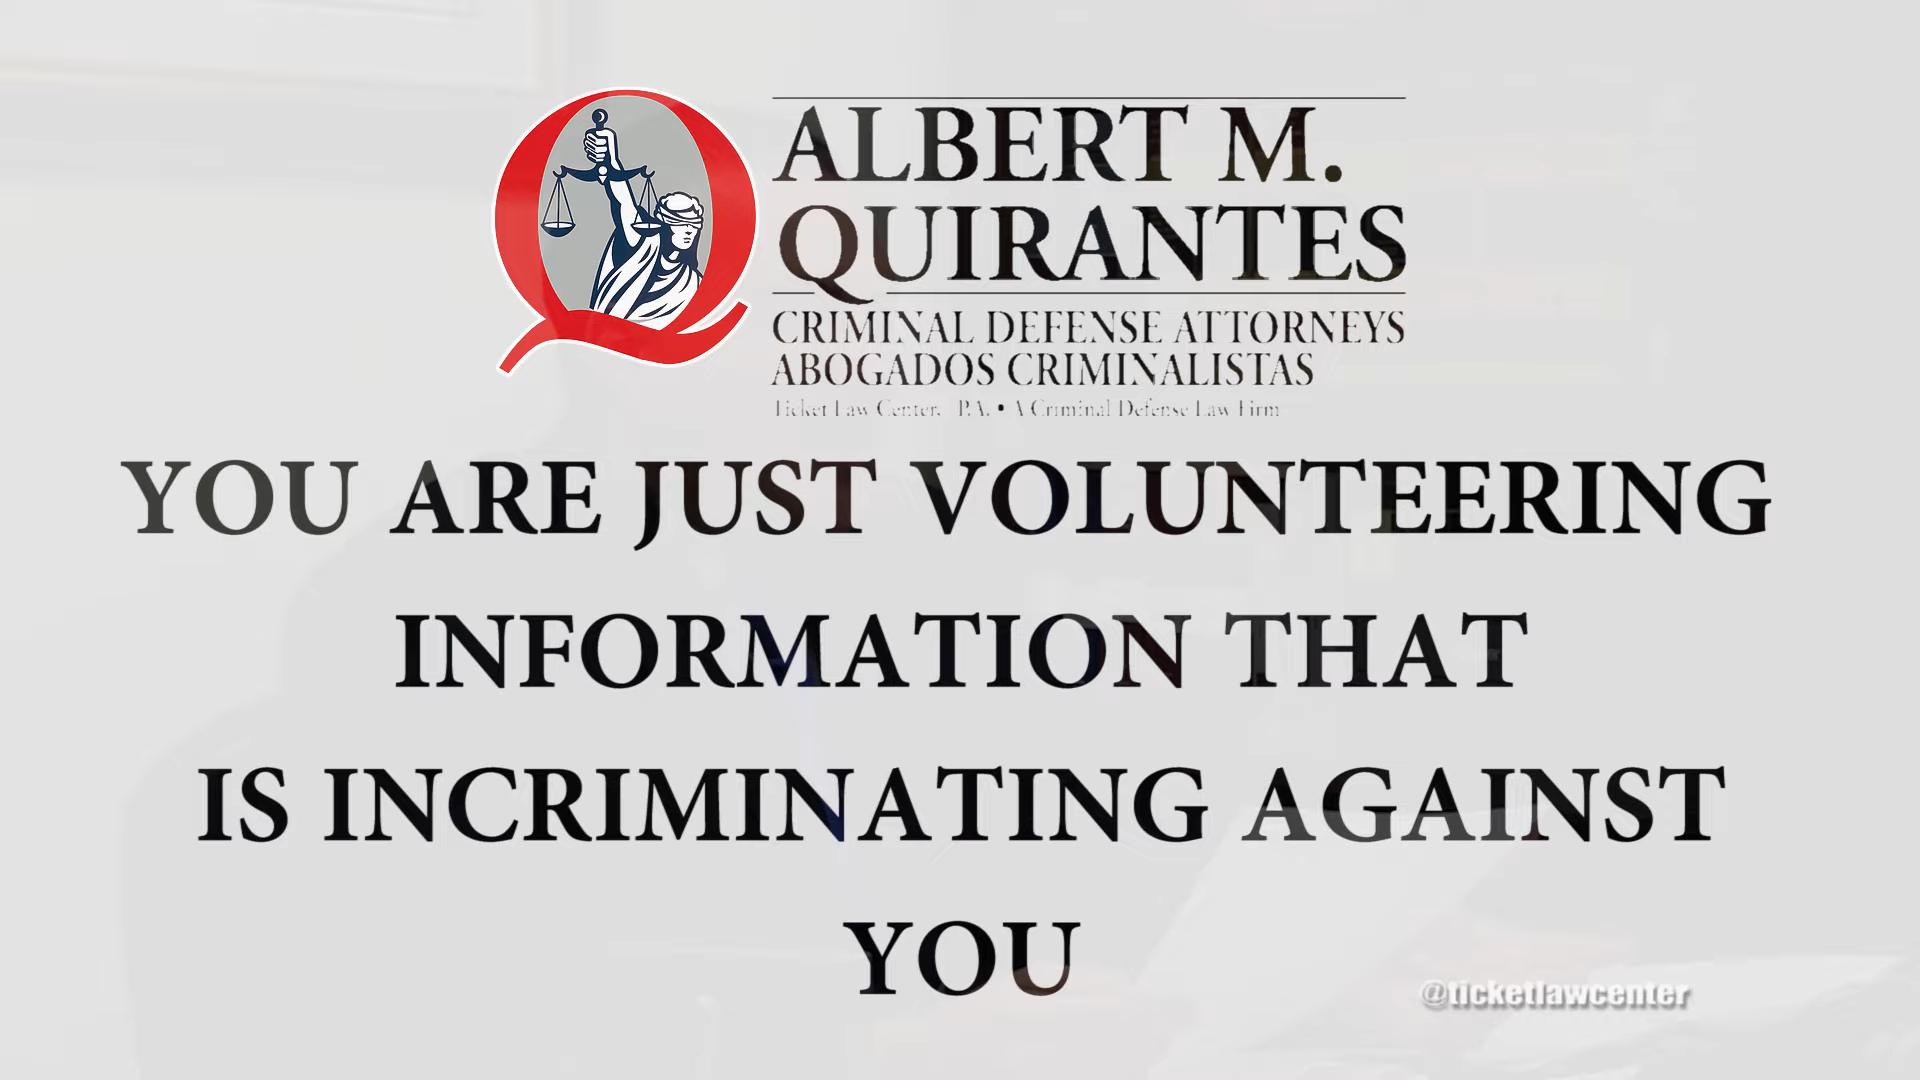 ALBERT M.
QUIRANTES
CRIMINAL DEFENSE ATTORNEYS
ABOGADOS CRIMINALISTAS
Ticket Law Center, P.A. • A Criminal Defense Law Firm
YOU ARE JUST VOLUNTEERING
INFORMATION THAT
IS INCRIMINATING AGAINST
YOU
@ticketlawcenter